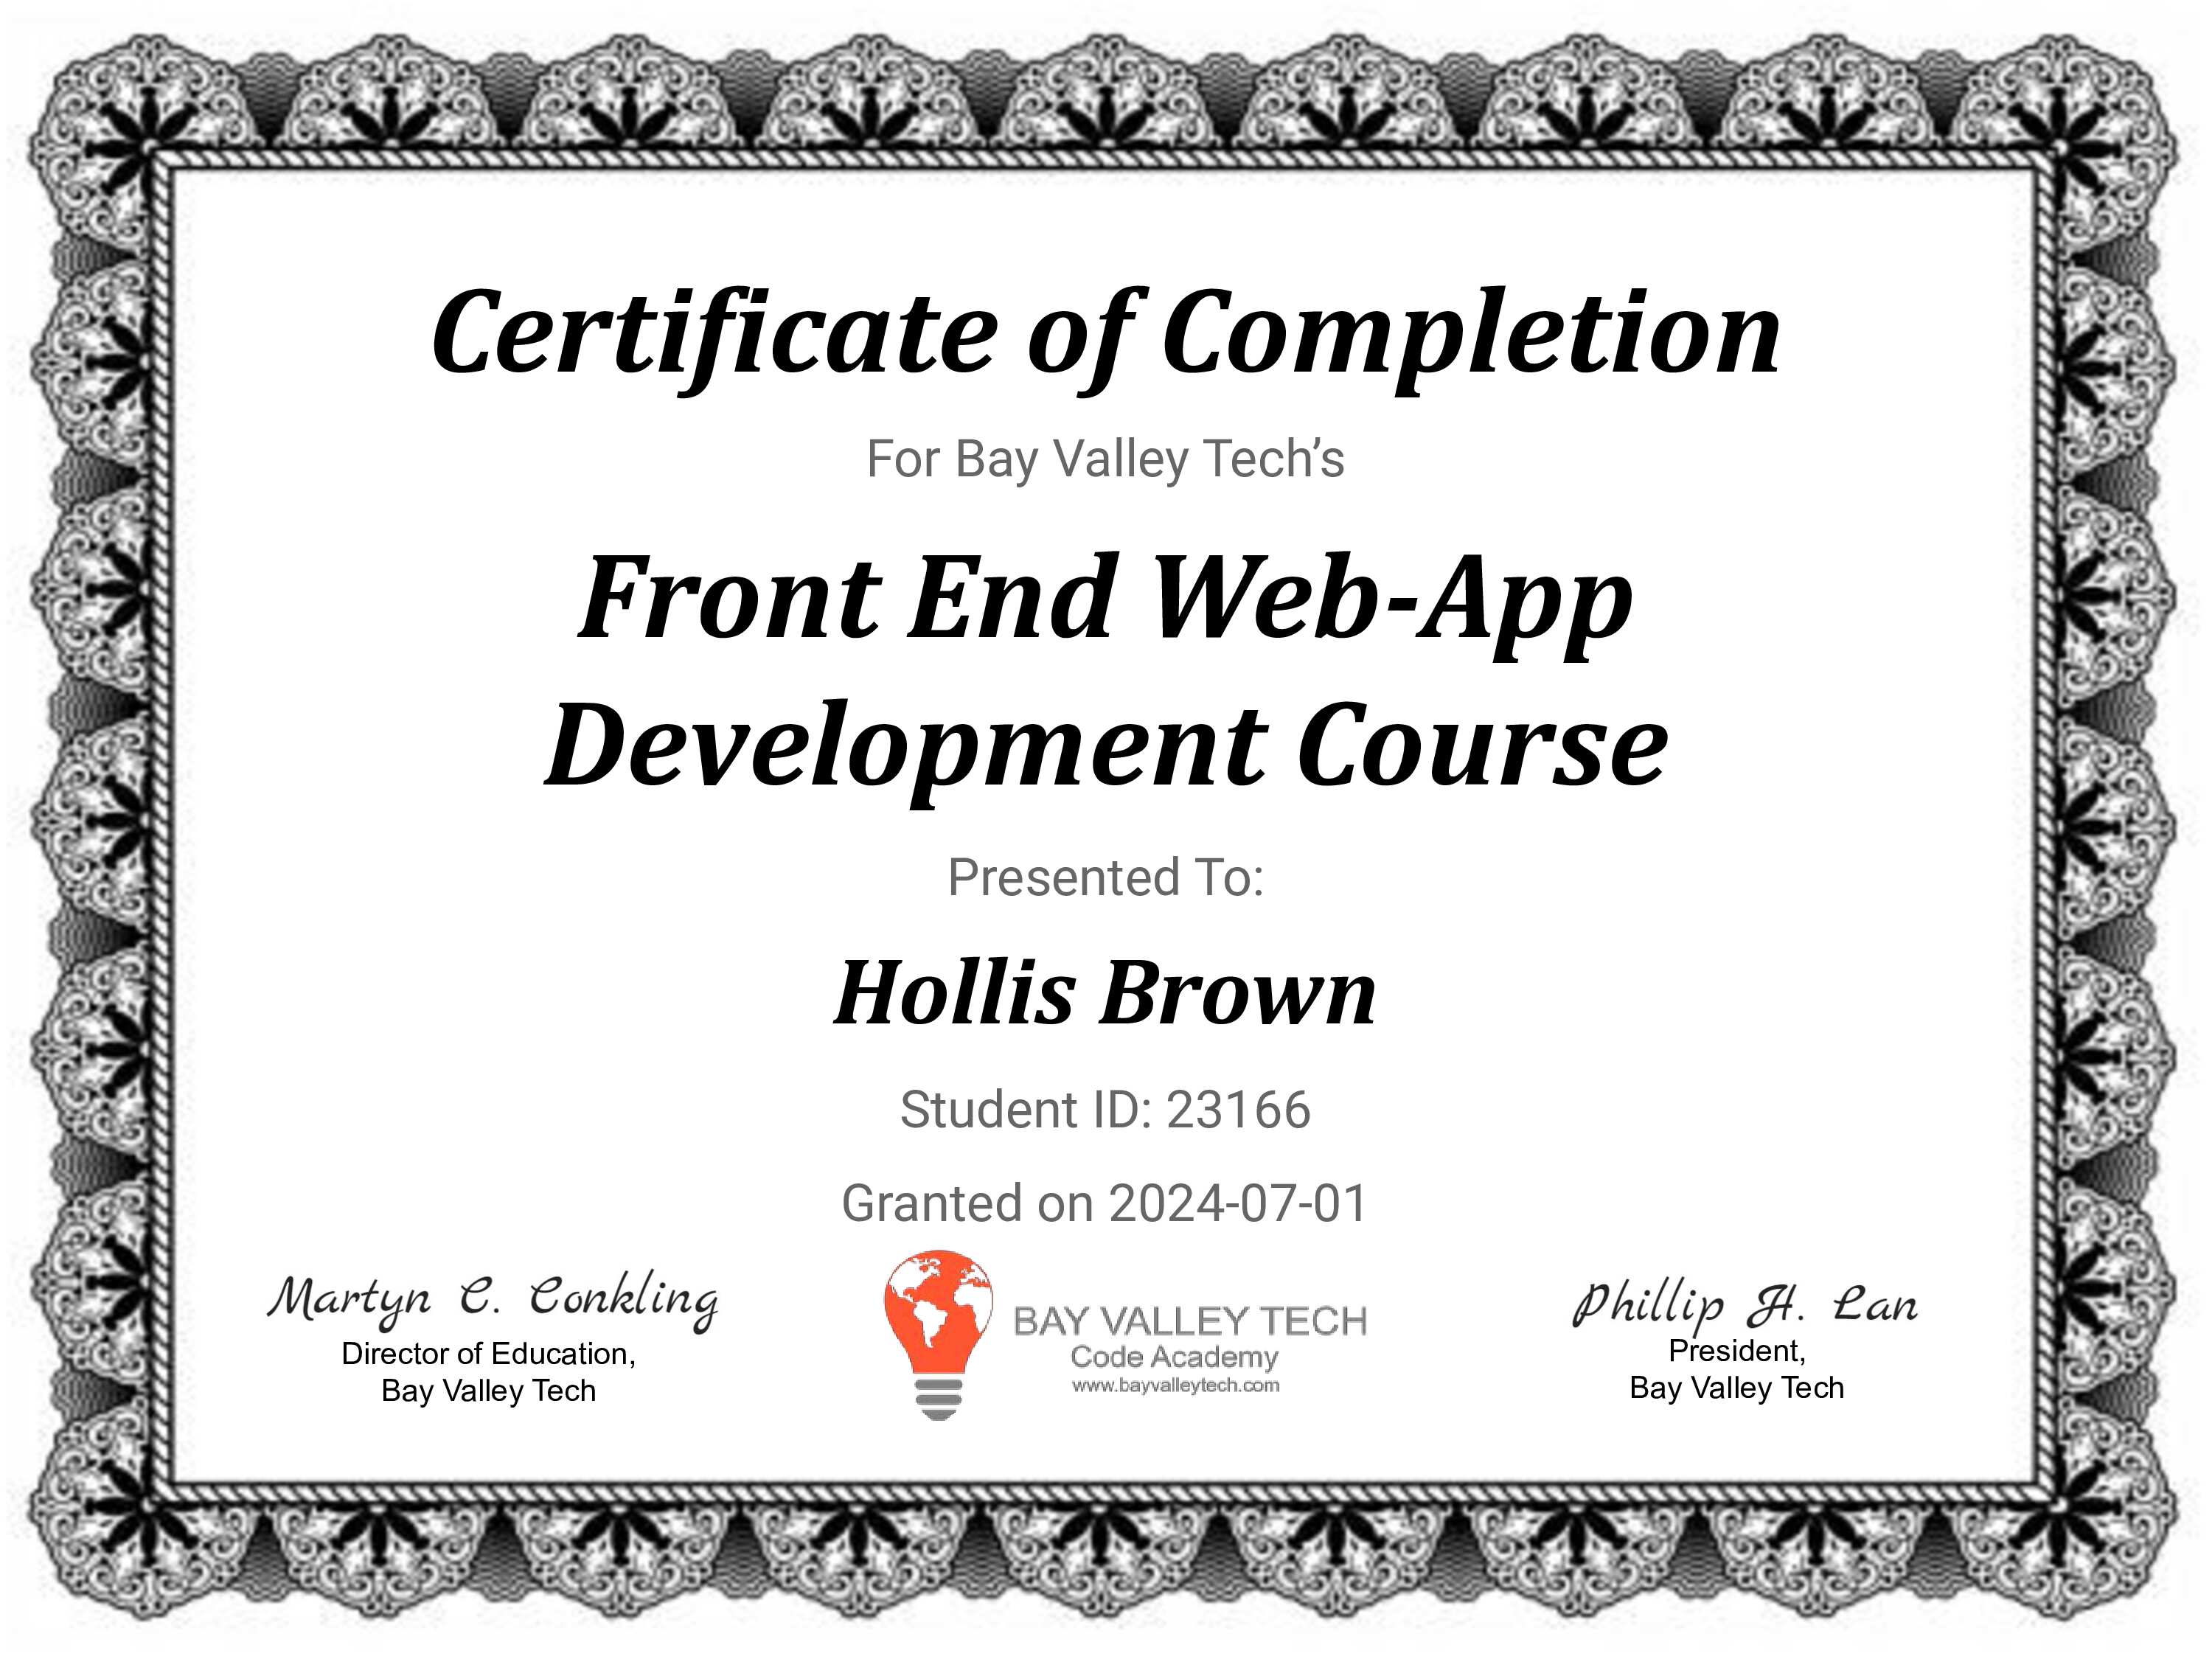 Certificate of Completion
For Bay Valley Tech’s
Front End Web-App
Development Course
Presented To:
Hollis Brown
Student ID: 23166
Granted on 2024-07-01
Martyn C. Conkling
Director of Education,
Bay Valley Tech
BAY VALLEY TECH
Code Academy
www.bayvalleytech.com
Phillip H. Lan
President,
Bay Valley Tech